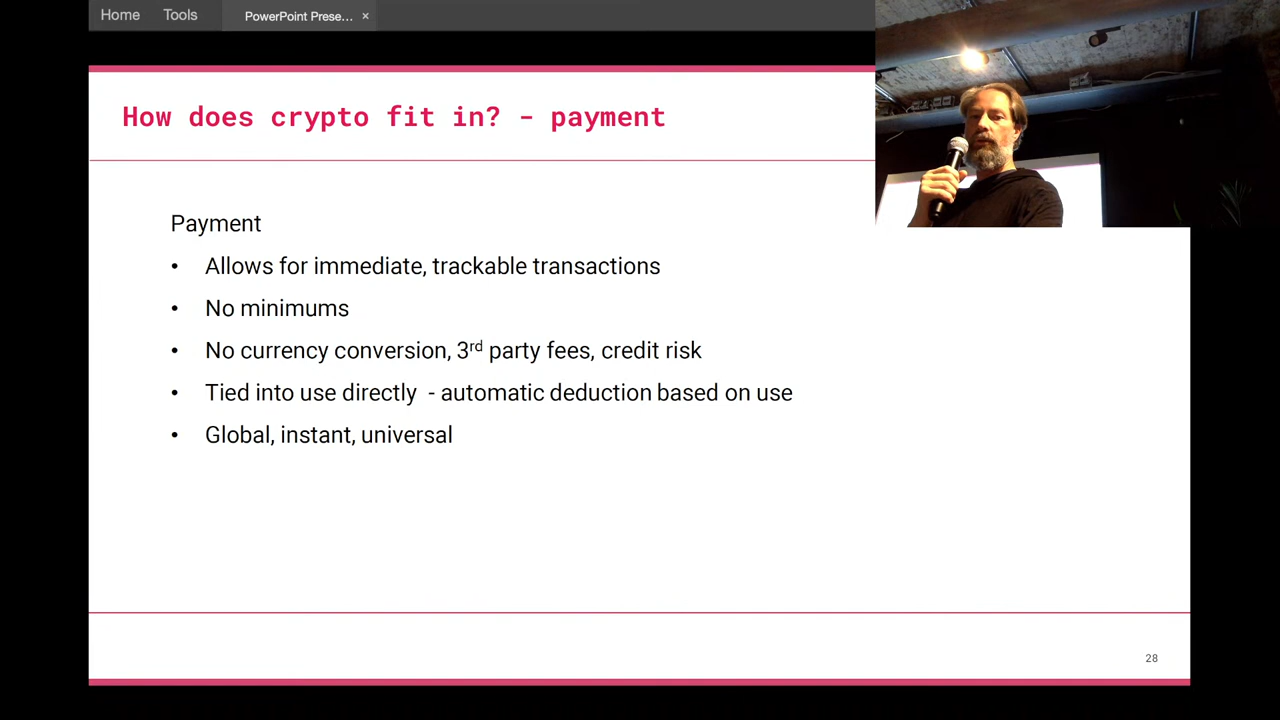 Home Tools PowerPoint Prese... ×
How does crypto fit in? - payment
Payment
• Allows for immediate, trackable transactions
• No minimums
• No currency conversion, 3rd party fees, credit risk
• Tied into use directly - automatic deduction based on use
• Global, instant, universal
28